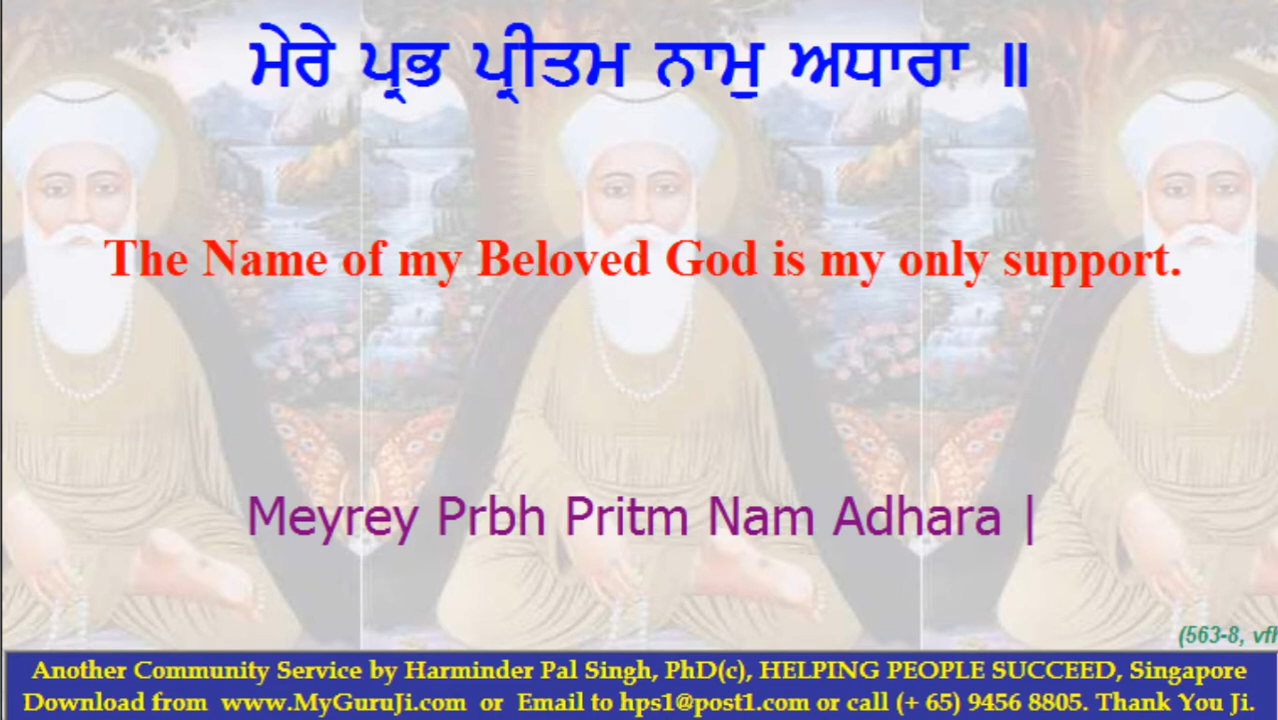 ਮੇਰੇ ਪ੍ਰਭ ਪ੍ਰੀਤਮ ਨਾਮੁ ਅਧਾਰਾ ॥
The Name of my Beloved God is my only support.
Meyrey Prbh Pritm Nam Adhara |
(563-8,
Another Community Service by Harminder Pal Singh, PhD(c), HELPING PEOPLE SUCCEED, Singapore
Download from www.MyGuruJi.com or Email to hps1@post1.com or call (+ 65) 9456 8805. Thank You Ji.